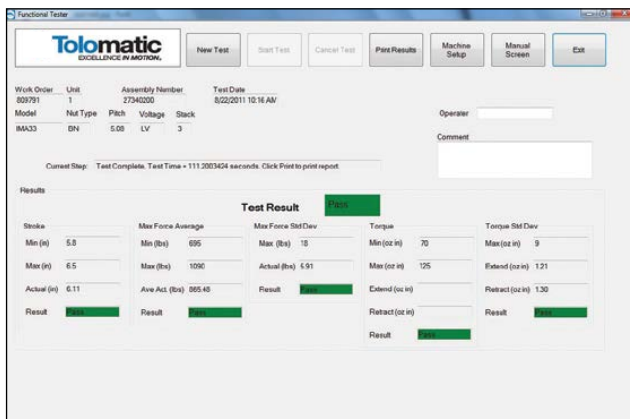 Functional Tester
Tolomatic
EXCELLENCE IN MOTION.
New Test
Start Test
Cancel Test
Print Results
Machine Setup
Manual Screen
Exit
Work Order Unit Assembly Number Test Date
809791 1 27340200 8/22/2011 10:16 AM
Model Nut Type Pitch Voltage Stack
IMA33 BN 5.08 LV 3
Operater
Comment
Current Step: Test Complete. Test Time = 111.2003424 seconds. Click Print to print report.
Results
Test Result Pass
Stroke
Min (in) 5.8
Max (in) 6.5
Actual (in) 6.11
Result Pass
Max Force Average
Min (lbs) 695
Max (lbs) 1090
Ave Act. (lbs)
Result Pass
Max Force Std Dev
Max (lbs) 18
Actual (lbs) 6.91
Result Pass
Torque
Min (oz in) 70
Max (oz in) 125
Extend (oz in)
Retract (oz in)
Result Pass
Torque Std Dev
Max (oz in) 9
Extend (oz in) 1.21
Retract (oz in) 1.30
Result Pass